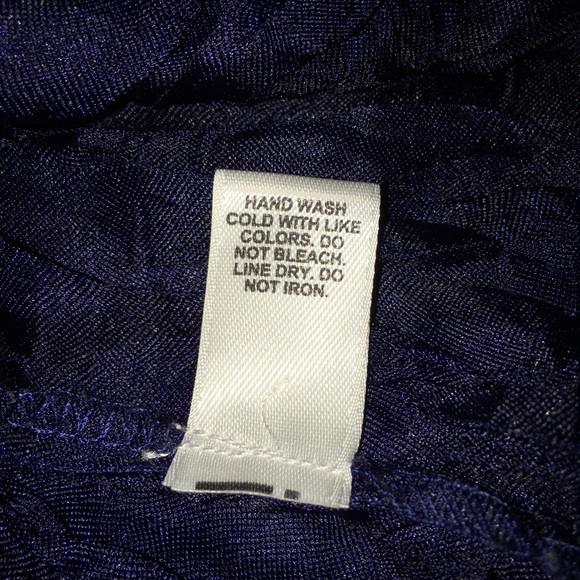 HAND WASH
COLD WITH LIKE
COLORS. DO
NOT BLEACH.
LINE DRY. DO
NOT IRON.